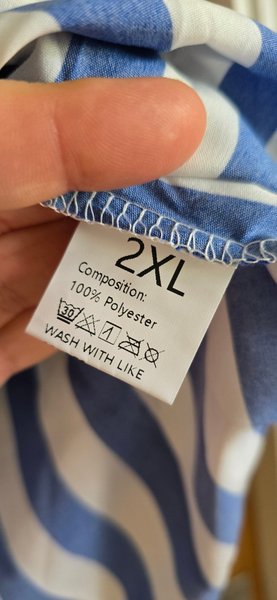 2XL
Composition:
100% Polyester
30
WASH WITH LIKE